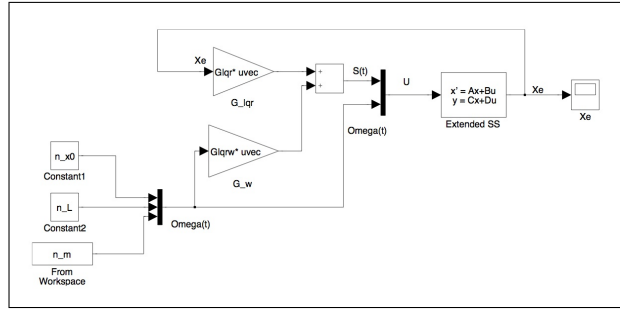 Xe
Glqr* uvec
G_lqr
+
+
S(t)
U
Omega(t)
x' = Ax+Bu
y = Cx+Du
Extended SS
Xe
Xe
Glqrw* uvec
G_w
n_x0
Constant1
n_L
Constant2
n_m
From
Workspace
Omega(t)